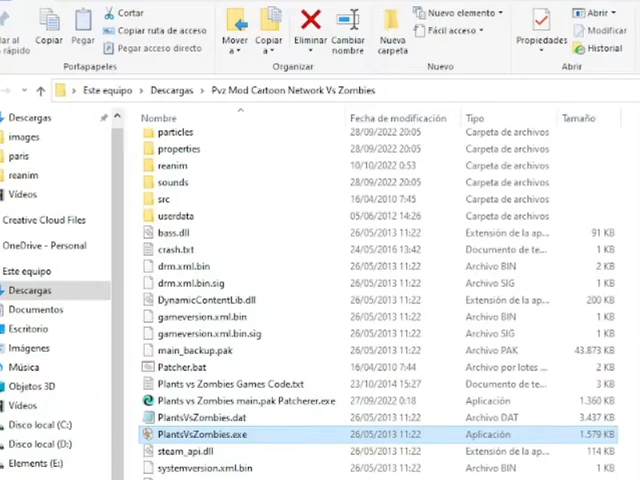 Cortar
Copiar ruta de acceso
Pegar acceso directo
Copiar
Pegar
Portapapeles
Mover a
Copiar a
Eliminar
Cambiar nombre
Organizar
Nueva carpeta
Nuevo elemento
Fácil acceso
Nuevo
Propiedades
Abrir
Modificar
Historial
Abrir
Este equipo > Descargas > Pvz Mod Cartoon Network Vs Zombies
Descargas
images
paris
reanim
Vídeos
Creative Cloud Files
OneDrive - Personal
Este equipo
Descargas
Documentos
Escritorio
Imágenes
Música
Objetos 3D
Vídeos
Disco local (C:)
Disco local (D:)
Elements (E:)
Nombre Fecha de modificación Tipo Tamaño
particles 28/09/2022 20:05 Carpeta de archivos
properties 28/09/2022 20:05 Carpeta de archivos
reanim 10/10/2022 0:53 Carpeta de archivos
sounds 28/09/2022 20:05 Carpeta de archivos
src 16/04/2010 7:45 Carpeta de archivos
userdata 05/06/2012 14:26 Carpeta de archivos
bass.dll 26/05/2013 11:22 Extensión de la ap... 91 KB
crash.txt 24/05/2016 13:42 Documento de te... 1 KB
drm.xml.bin 26/05/2013 11:22 Archivo BIN 2 KB
drm.xml.bin.sig 26/05/2013 11:22 Archivo SIG 1 KB
DynamicContentLib.dll 26/05/2013 11:22 Extensión de la ap... 200 KB
gameversion.xml.bin 26/05/2013 11:22 Archivo BIN 1 KB
gameversion.xml.bin.sig 26/05/2013 11:22 Archivo SIG 1 KB
main_backup.pak 26/05/2013 11:22 Archivo PAK 43.873 KB
Patcher.bat 16/04/2010 7:44 Archivo por lotes ... 1 KB
Plants vs Zombies Games Code.txt 23/10/2014 15:27 Documento de te... 3 KB
Plants vs Zombies main.pak Patcherer.exe 27/09/2022 0:18 Aplicación 1.360 KB
PlantsVsZombies.dat 26/05/2013 11:22 Archivo DAT 3.437 KB
PlantsVsZombies.exe 26/05/2013 11:22 Aplicación 1.579 KB
steam_api.dll 26/05/2013 11:22 Extensión de la ap... 114 KB
systemversion.xml.bin 26/05/2013 11:22 Archivo BIN 1 KB